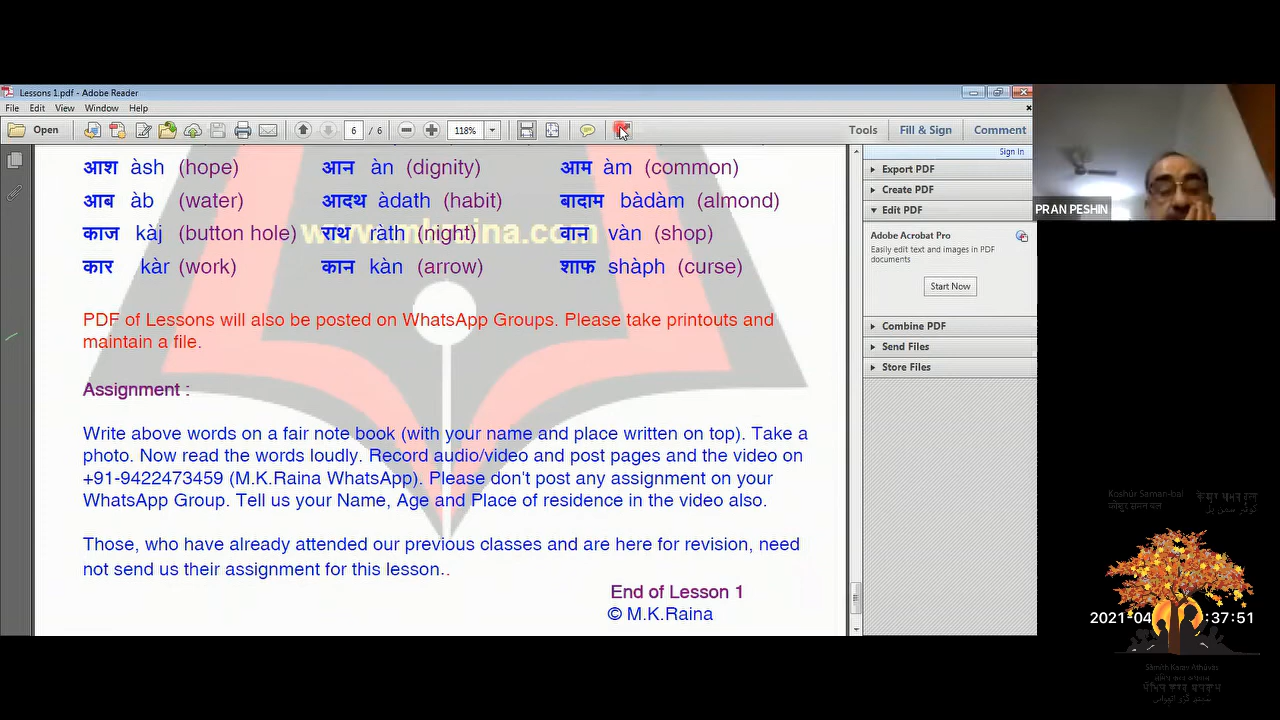 Lessons 1.pdf - Adobe Reader
File Edit View Window Help
Open 6 / 6 118% Tools Fill & Sign Comment
Sign In
आश àsh (hope) आन àn (dignity) आम àm (common)
आब àb (water) आदथ àdath (habit) बादाम bàdàm (almond)
काज kàj (button hole) राथ ràth (night) वान vàn (shop)
कार kàr (work) कान kàn (arrow) शाफ shàph (curse)
www.mkraina.com
PDF of Lessons will also be posted on WhatsApp Groups. Please take printouts and
maintain a file.
Assignment :
Write above words on a fair note book (with your name and place written on top). Take a
photo. Now read the words loudly. Record audio/video and post pages and the video on
+91-9422473459 (M.K.Raina WhatsApp). Please don't post any assignment on your
WhatsApp Group. Tell us your Name, Age and Place of residence in the video also.
Those, who have already attended our previous classes and are here for revision, need
not send us their assignment for this lesson..
End of Lesson 1
© M.K.Raina
Export PDF
Create PDF
Edit PDF
Adobe Acrobat Pro
Easily edit text and images in PDF
documents
Start Now
Combine PDF
Send Files
Store Files
PRAN PESHIN
Koshur Saman-bal
2021-04 :37:51